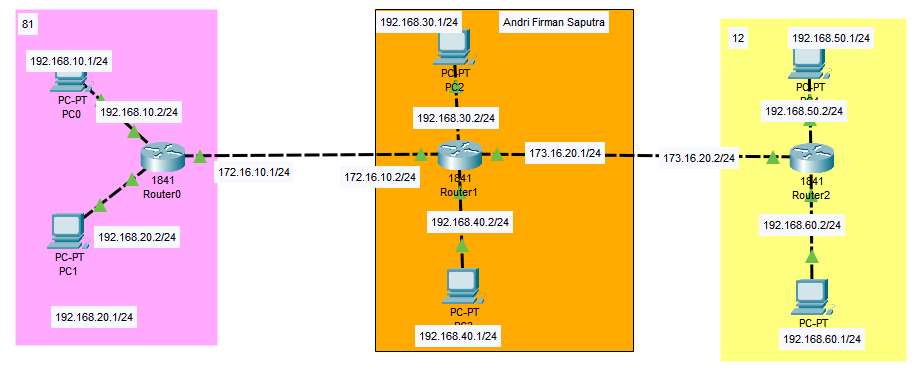 81
192.168.10.1/24
PC-PT
PC0
192.168.10.2/24
1841
Router0
172.16.10.1/24
192.168.20.2/24
PC-PT
PC1
192.168.20.1/24
Andri Firman Saputra
192.168.30.1/24
PC-PT
PC2
192.168.30.2/24
173.16.20.1/24
172.16.10.2/24
1841
Router1
192.168.40.2/24
PC-PT
192.168.40.1/24
12
192.168.50.1/24
PC-PT
192.168.50.2/24
173.16.20.2/24
1841
Router2
192.168.60.2/24
PC-PT
192.168.60.1/24